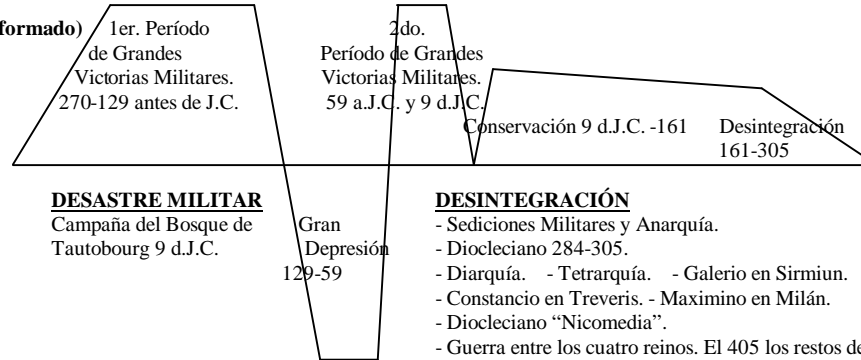 formado) 1er. Período
de Grandes
Victorias Militares.
270-129 antes de J.C.
2do.
Período de Grandes
Victorias Militares.
59 a.J.C. y 9 d.J.C.
Conservación 9 d.J.C. -161
Desintegración
161-305
DESASTRE MILITAR
Campaña del Bosque de
Tautobourg 9 d.J.C.
Gran
Depresión
129-59
DESINTEGRACIÓN
- Sediciones Militares y Anarquía.
- Diocleciano 284-305.
- Diarquía. - Tetrarquía. - Galerio en Sirmiun.
- Constancio en Treveris. - Maximino en Milán.
- Diocleciano “Nicomedia”.
- Guerra entre los cuatro reinos. El 405 los restos de